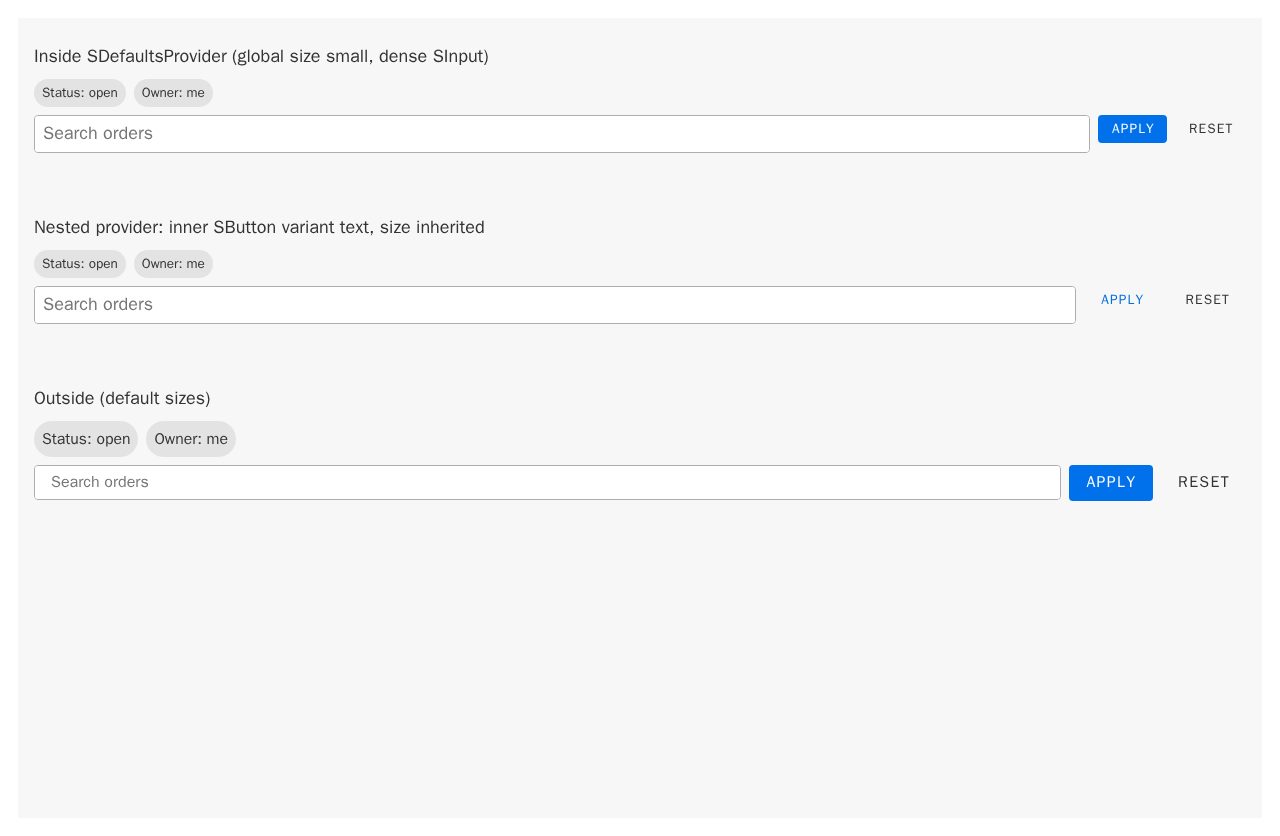 Inside SDefaultsProvider (global size small, dense SInput)
Status: open Owner: me
Search orders APPLY RESET
Nested provider: inner SButton variant text, size inherited
Status: open Owner: me
Search orders APPLY RESET
Outside (default sizes)
Status: open Owner: me
Search orders APPLY RESET